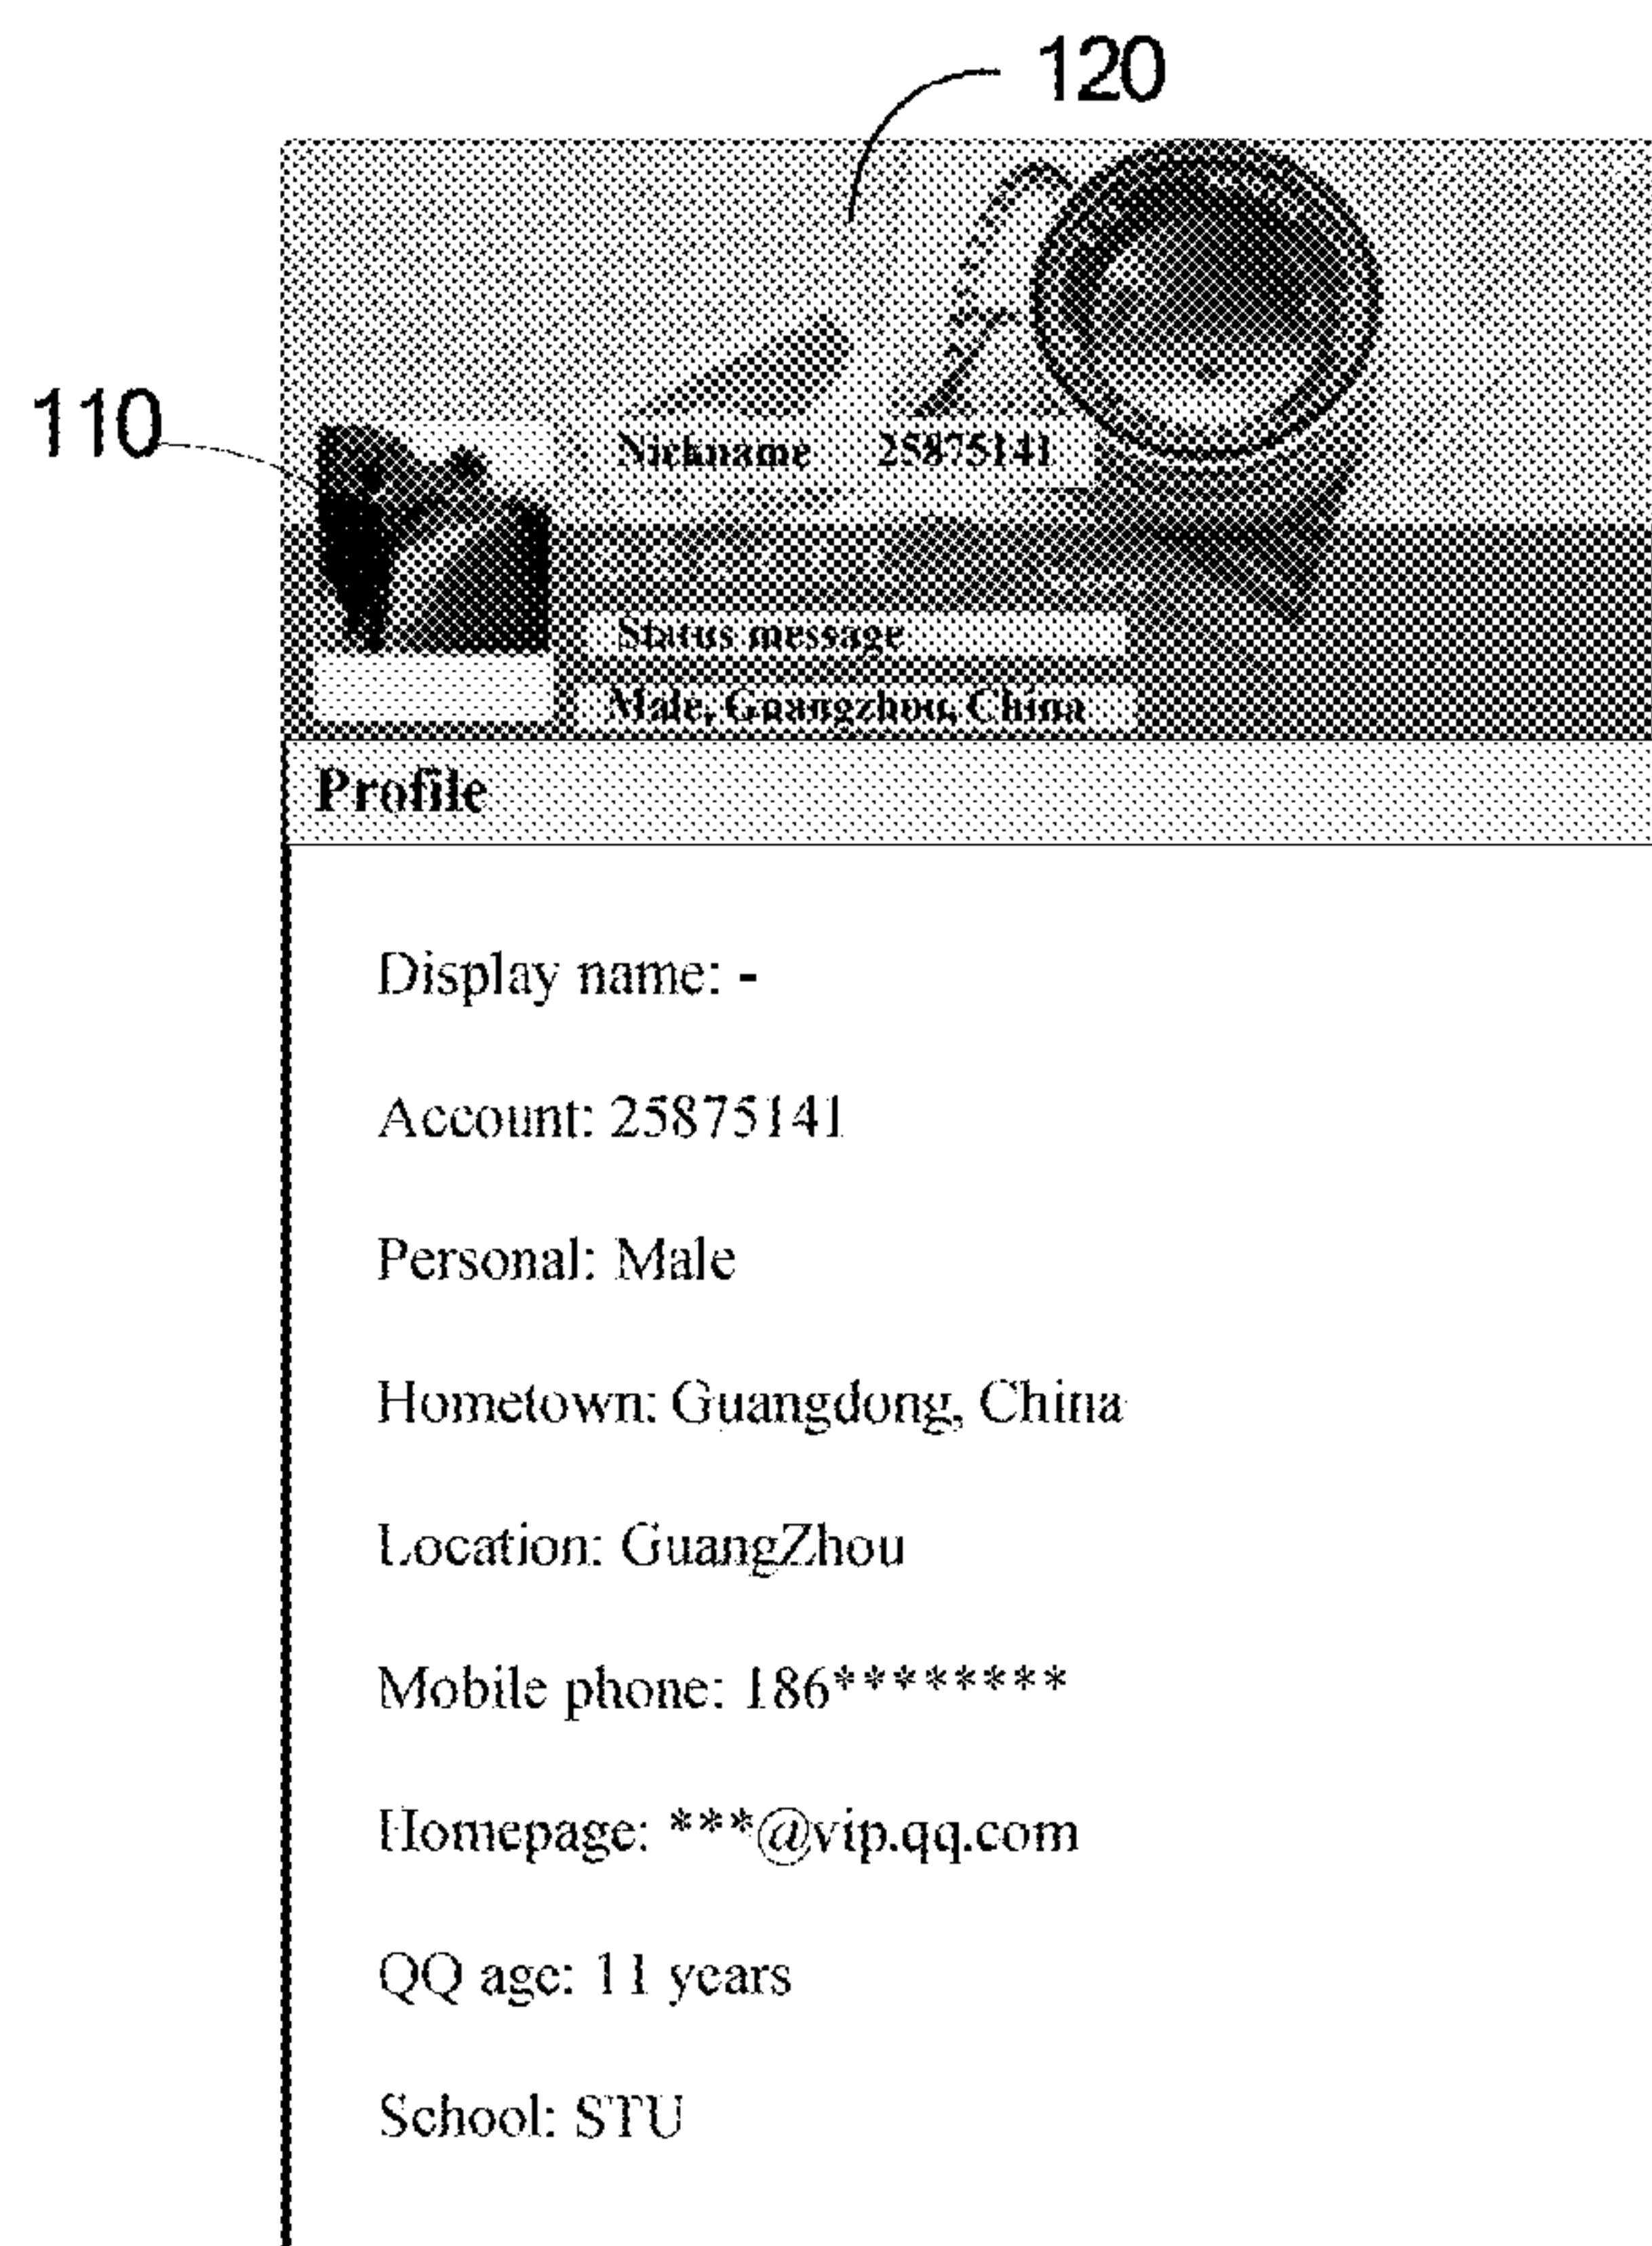 120
110
Nickname 25875141
Status message
Male, Guangzhou, China
Profile
Display name: -
Account: 25875141
Personal: Male
Hometown: Guangdong, China
Location: GuangZhou
Mobile phone: 186********
Homepage: ***@vip.qq.com
QQ age: 11 years
School: STU